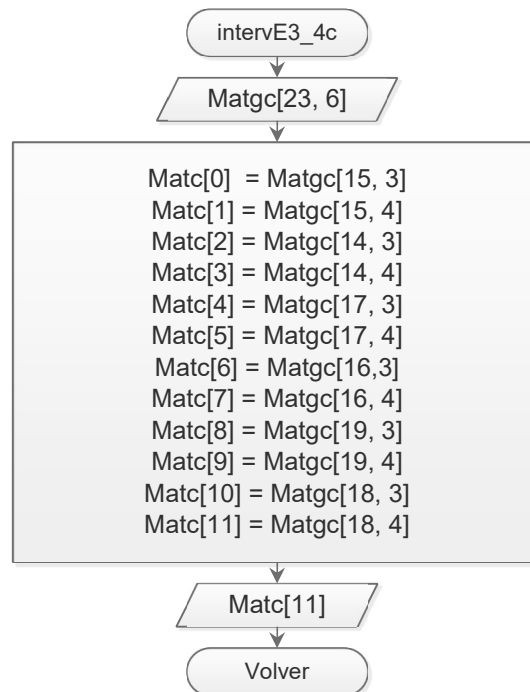 intervE3_4c
Matgc[23, 6]
Matc[0]  = Matgc[15, 3]
Matc[1] = Matgc[15, 4]
Matc[2] = Matgc[14, 3]
Matc[3] = Matgc[14, 4]
Matc[4] = Matgc[17, 3]
Matc[5] = Matgc[17, 4]
Matc[6] = Matgc[16,3]
Matc[7] = Matgc[16, 4]
Matc[8] = Matgc[19, 3]
Matc[9] = Matgc[19, 4]
Matc[10] = Matgc[18, 3]
Matc[11] = Matgc[18, 4]
Matc[11]
Volver